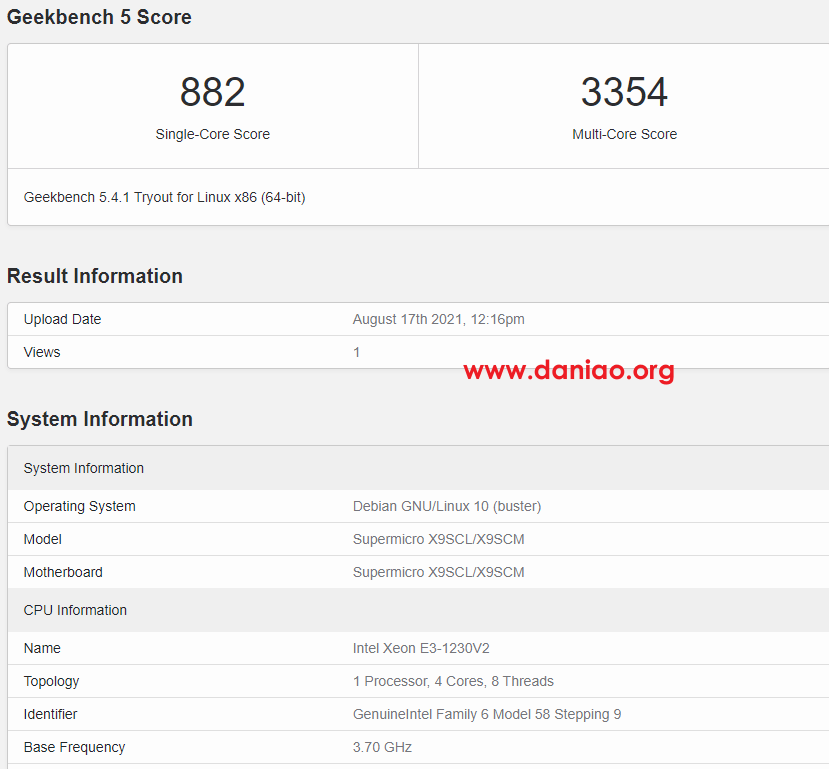 Geekbench 5 Score
882 3354
Single-Core Score Multi-Core Score
Geekbench 5.4.1 Tryout for Linux x86 (64-bit)
Result Information
Upload Date August 17th 2021, 12:16pm
Views 1
www.daniao.org
System Information
System Information
Operating System Debian GNU/Linux 10 (buster)
Model Supermicro X9SCL/X9SCM
Motherboard Supermicro X9SCL/X9SCM
CPU Information
Name Intel Xeon E3-1230V2
Topology 1 Processor, 4 Cores, 8 Threads
Identifier GenuineIntel Family 6 Model 58 Stepping 9
Base Frequency 3.70 GHz